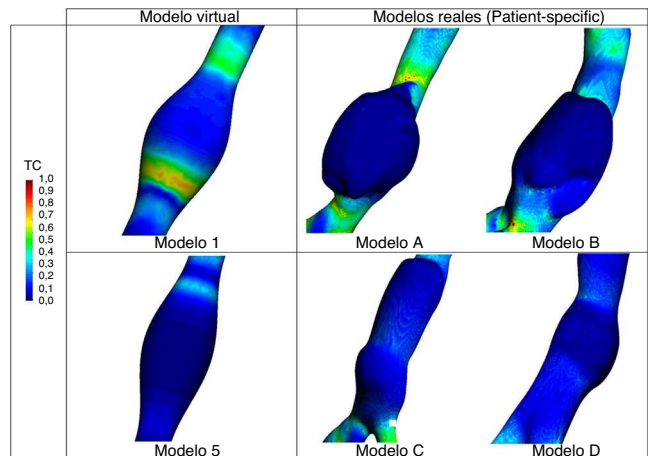 Modelo virtual
Modelos reales (Patient-specific)
TC
1,0
0,9
0,8
0,7
0,6
0,5
0,4
0,3
0,2
0,1
0,0
Modelo 1
Modelo A
Modelo B
Modelo 5
Modelo C
Modelo D